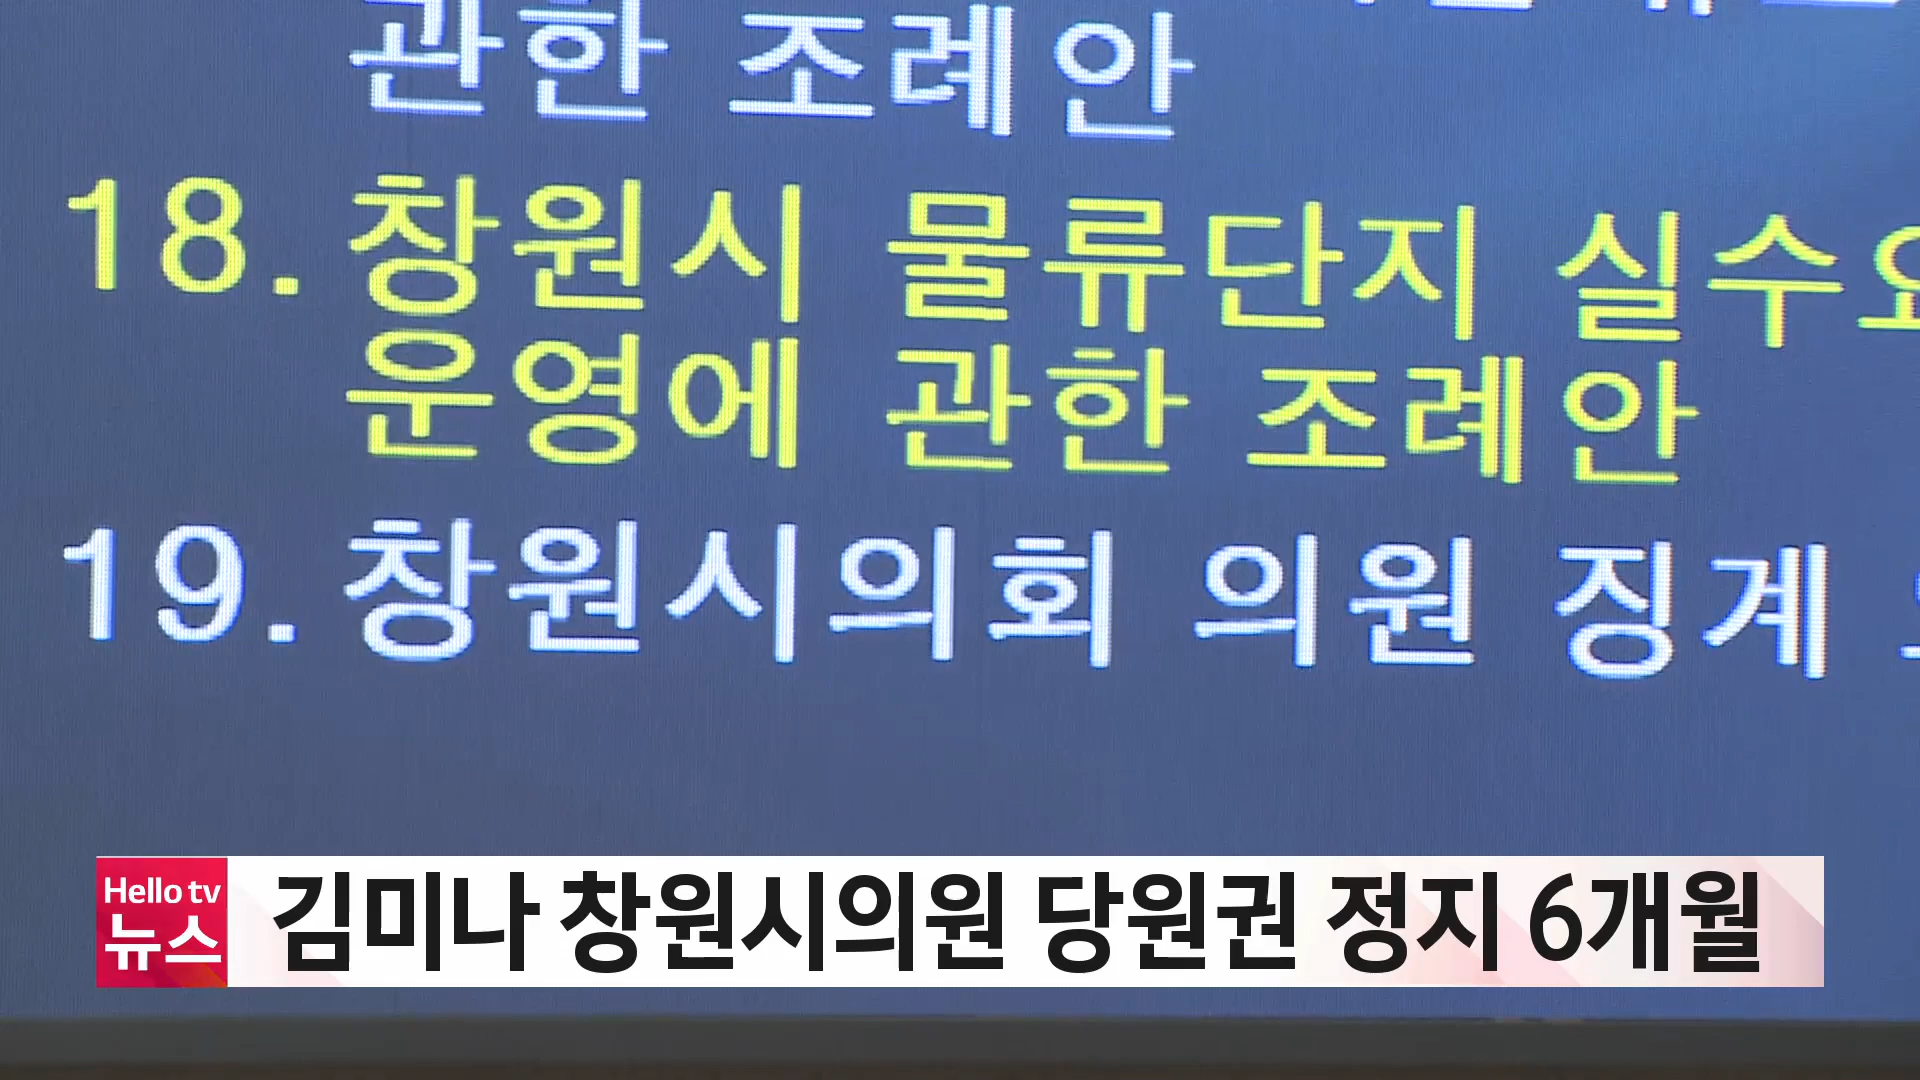 관한 조례안
18. 창원시 물류단지 실수
운영에 관한 조례안
19. 창원시의회 의원 징계
Hello tv
뉴스
김미나 창원시의원 당원권 정지 6개월